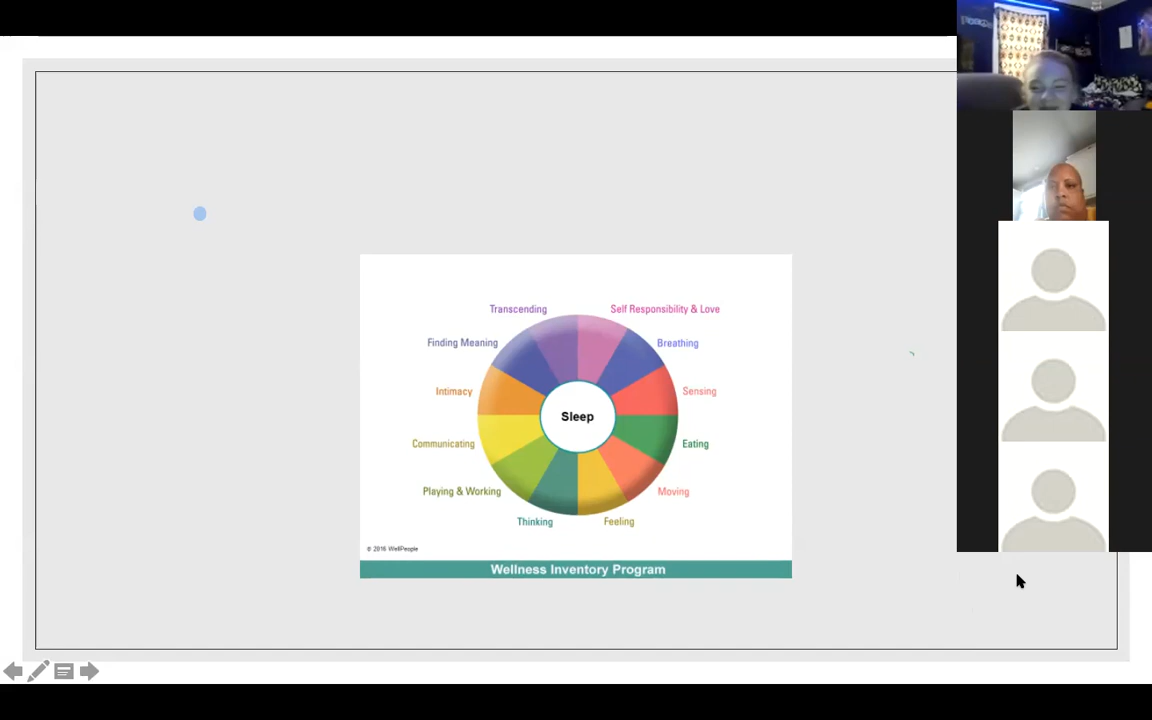 Transcending
Self Responsibility & Love
Finding Meaning
Breathing
Intimacy
Sensing
Sleep
Communicating
Eating
Playing & Working
Moving
Thinking
Feeling
© 2016 WellPeople
Wellness Inventory Program